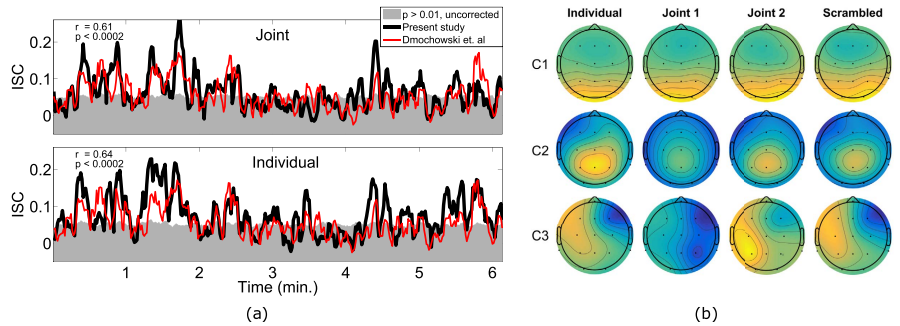 (a)
r = 0.61
p < 0.0002
Joint
p > 0.01, uncorrected
Present study
Dmochowski et. al
ISC
0.2
0.1
0
r = 0.64
p < 0.0002
Individual
ISC
0.2
0.1
0
1 2 3 4 5 6
Time (min.)
(a)
Individual Joint 1 Joint 2 Scrambled
C1
C2
C3
(b)